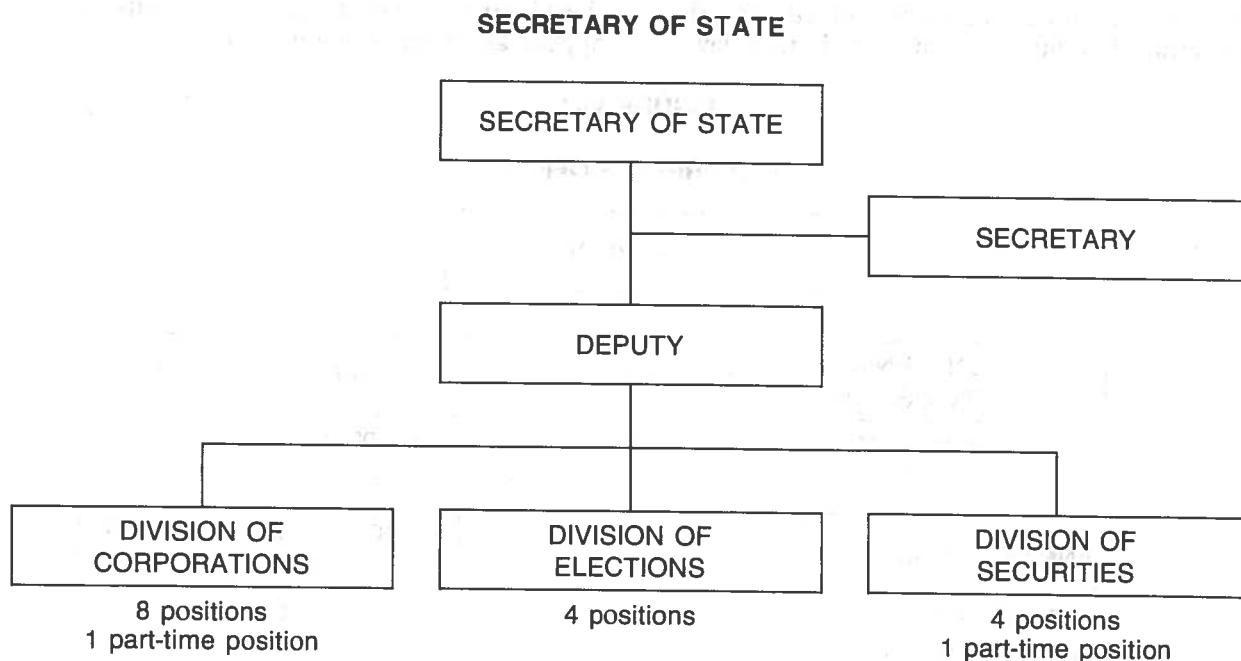 SECRETARY OF STATE
SECRETARY OF STATE
SECRETARY
DEPUTY
DIVISION OF
CORPORATIONS
8 positions
1 part-time position
DIVISION OF
ELECTIONS
4 positions
DIVISION OF
SECURITIES
4 positions
1 part-time position